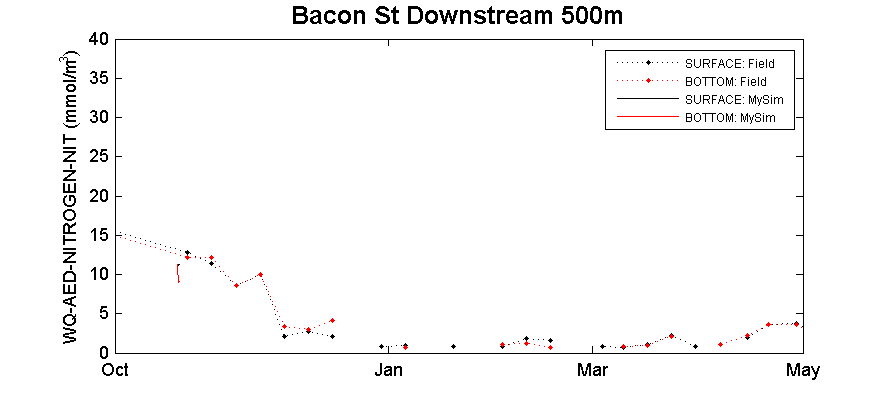 Bacon St Downstream 500m
WQ-AED-NITROGEN-NIT (mmol/m³)
40
35
30
25
20
15
10
5
0
Oct
Jan
Mar
May
SURFACE: Field
BOTTOM: Field
SURFACE: MySim
BOTTOM: MySim